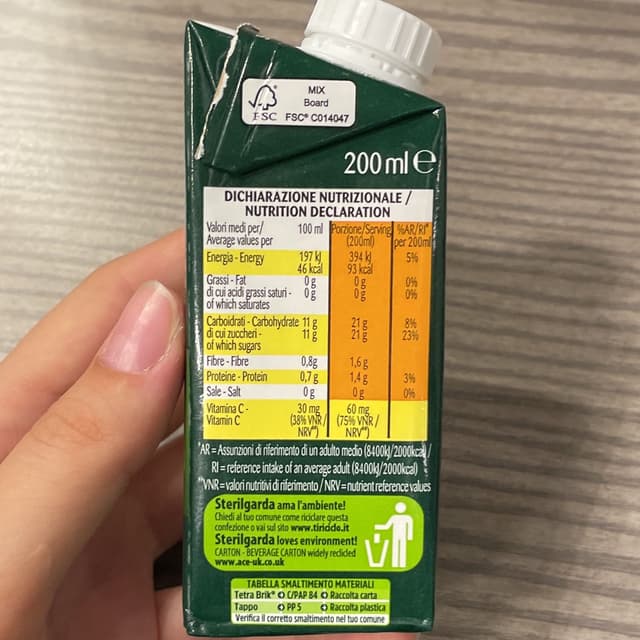 MIX
Board
FSC
FSC® C014047
200 ml ℮
DICHIARAZIONE NUTRIZIONALE /
NUTRITION DECLARATION
Valori medi per/ 100 ml Porzione/Serving %AR/RI*
Average values per (200ml) per 200ml
Energia - Energy 197 kJ 394 kJ 5%
46 kcal 93 kcal
Grassi - Fat 0 g 0 g 0%
di cui acidi grassi saturi - 0 g 0 g 0%
of which saturates
Carboidrati - Carbohydrate 11 g 21 g 8%
di cui zuccheri - 11 g 21 g 23%
of which sugars
Fibre - Fibre 0,8g 1,6 g
Proteine - Protein 0,7 g 1,4 g 3%
Sale - Salt 0 g 0 g 0%
Vitamina C - 30 mg 60 mg
Vitamin C (38% VNR / (75% VNR /
NRV**) NRV**)
*AR = Assunzioni di riferimento di un adulto medio (8400kJ/2000kcal) /
RI = reference intake of an average adult (8400kJ/2000kcal)
**VNR = valori nutritivi di riferimento / NRV = nutrient reference values
Sterilgarda ama l'ambiente!
Chiedi al tuo comune come riciclare questa
confezione o vai sul sito www.tiriciclo.it
Sterilgarda loves environment!
CARTON - BEVERAGE CARTON widely reclicled
www.ace-uk.co.uk
TABELLA SMALTIMENTO MATERIALI
Tetra Brik® C/PAP 84 Raccolta carta
Tappo PP 5 Raccolta plastica
Verifica il corretto smaltimento nel tuo comune